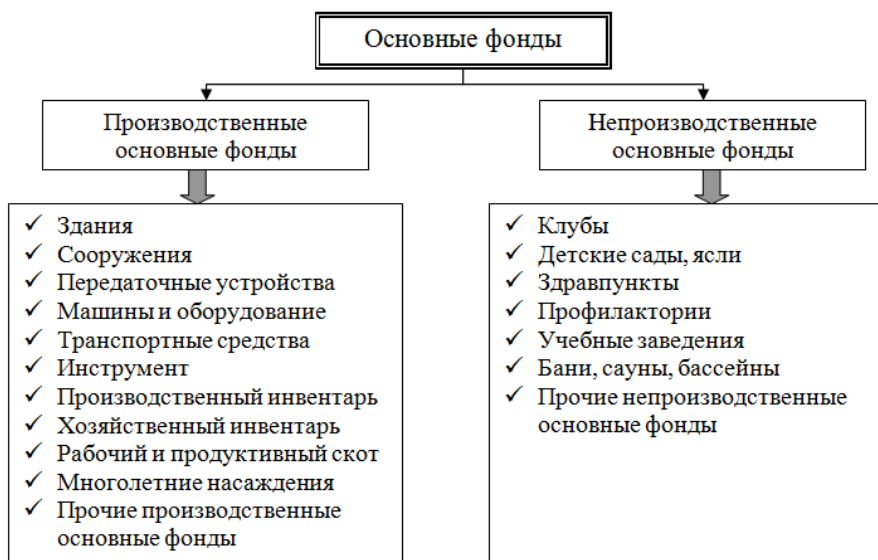 Основные фонды
Производственные
основные фонды
Непроизводственные
основные фонды
✓ Здания
✓ Сооружения
✓ Передаточные устройства
✓ Машины и оборудование
✓ Транспортные средства
✓ Инструмент
✓ Производственный инвентарь
✓ Хозяйственный инвентарь
✓ Рабочий и продуктивный скот
✓ Многолетние насаждения
✓ Прочие производственные
основные фонды
✓ Клубы
✓ Детские сады, ясли
✓ Здравпункты
✓ Профилактории
✓ Учебные заведения
✓ Бани, сауны, бассейны
✓ Прочие непроизводственные
основные фонды